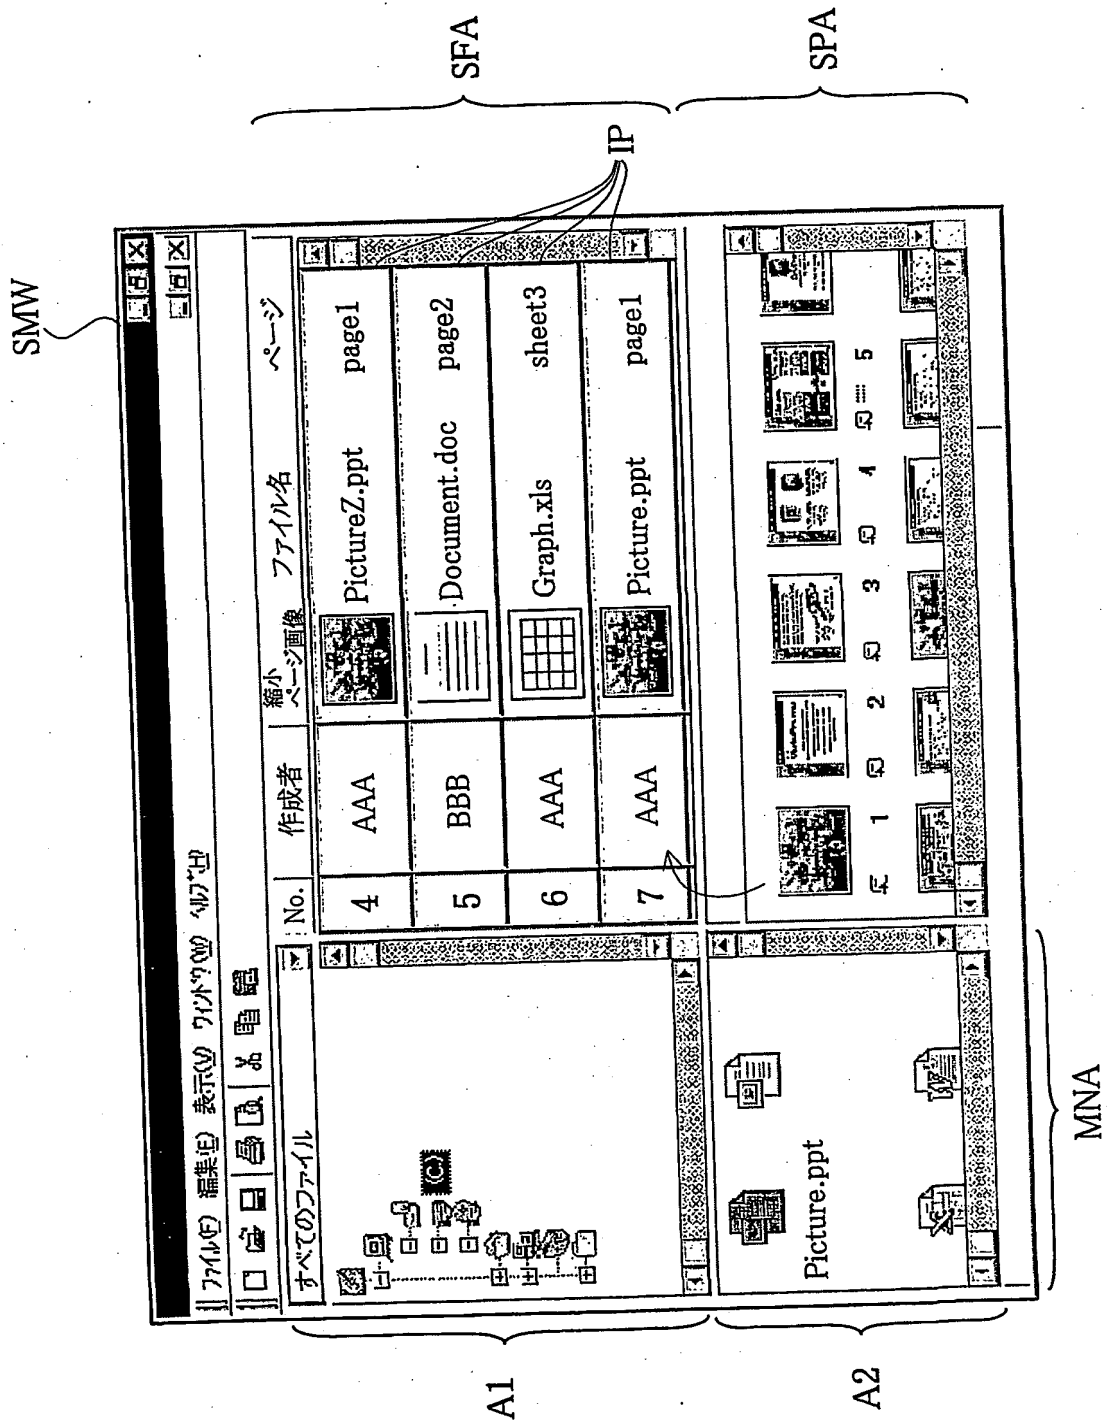 SMW
ファイル(F) 編集(E) 表示(V) ウィンドウ(W) ヘルプ(H)
すべてのファイル
No. 作成者 縮小ページ画像 ファイル名 ページ
4 AAA PictureZ.ppt page1
5 BBB Document.doc page2
6 AAA Graph.xls sheet3
7 AAA Picture.ppt page1
(C)
IP
SFA
A1
Picture.ppt
1 2 3 4 5
SPA
A2
MNA